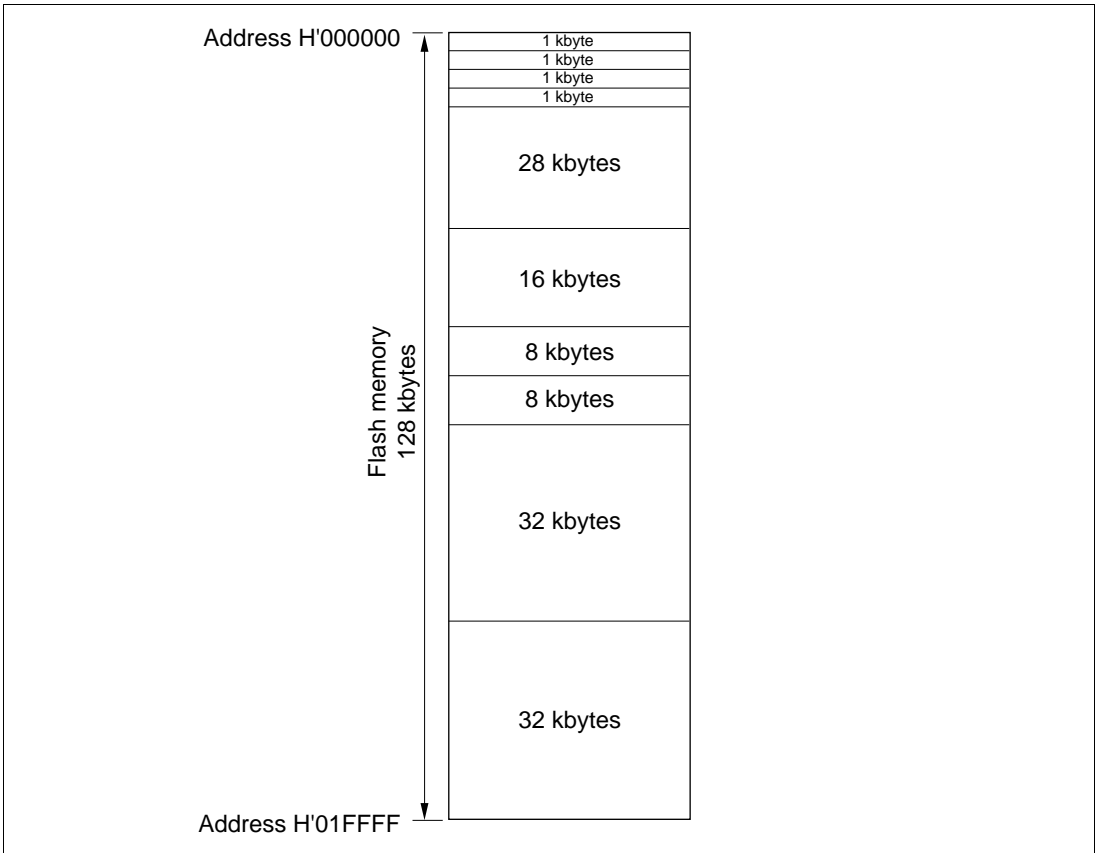 Address H'000000
1 kbyte
1 kbyte
1 kbyte
1 kbyte
28 kbytes
16 kbytes
8 kbytes
8 kbytes
Flash memory
128 kbytes
32 kbytes
32 kbytes
Address H'01FFFF